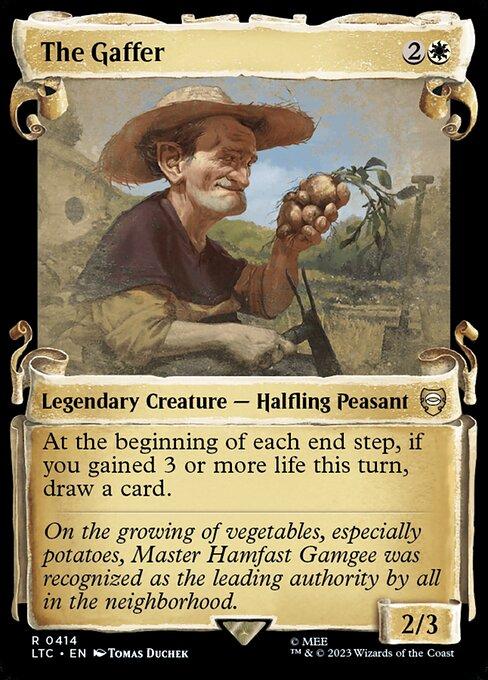 The Gaffer 2
Legendary Creature — Halfling Peasant
At the beginning of each end step, if
you gained 3 or more life this turn,
draw a card.
On the growing of vegetables, especially
potatoes, Master Hamfast Gamgee was
recognized as the leading authority by all
in the neighborhood.
2/3
R 0414
LTC • EN Tomas Duchek
© MEE
™ & © 2023 Wizards of the Coast